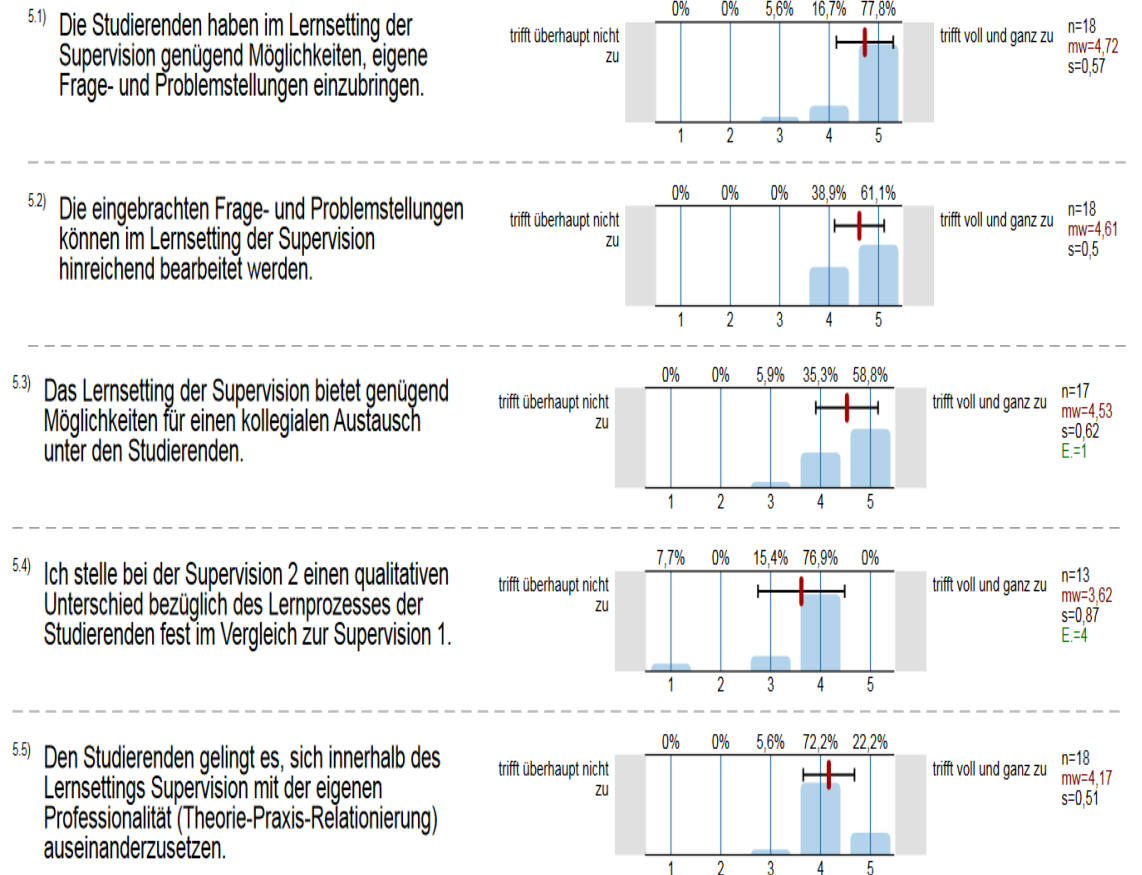 5.1) Die Studierenden haben im Lernsetting der
Supervision genügend Möglichkeiten, eigene
Frage- und Problemstellungen einzubringen.
trifft überhaupt nicht
zu
0% 0% 5,6% 16,7% 77,8%
1 2 3 4 5
trifft voll und ganz zu
n=18
mw=4,72
s=0,57
5.2) Die eingebrachten Frage- und Problemstellungen
können im Lernsetting der Supervision
hinreichend bearbeitet werden.
trifft überhaupt nicht
zu
0% 0% 0% 38,9% 61,1%
1 2 3 4 5
trifft voll und ganz zu
n=18
mw=4,61
s=0,5
5.3) Das Lernsetting der Supervision bietet genügend
Möglichkeiten für einen kollegialen Austausch
unter den Studierenden.
trifft überhaupt nicht
zu
0% 0% 5,9% 35,3% 58,8%
1 2 3 4 5
trifft voll und ganz zu
n=17
mw=4,53
s=0,62
E.=1
5.4) Ich stelle bei der Supervision 2 einen qualitativen
Unterschied bezüglich des Lernprozesses der
Studierenden fest im Vergleich zur Supervision 1.
trifft überhaupt nicht
zu
7,7% 0% 15,4% 76,9% 0%
1 2 3 4 5
trifft voll und ganz zu
n=13
mw=3,62
s=0,87
E.=4
5.5) Den Studierenden gelingt es, sich innerhalb des
Lernsettings Supervision mit der eigenen
Professionalität (Theorie-Praxis-Relationierung)
auseinanderzusetzen.
trifft überhaupt nicht
zu
0% 0% 5,6% 72,2% 22,2%
1 2 3 4 5
trifft voll und ganz zu
n=18
mw=4,17
s=0,51